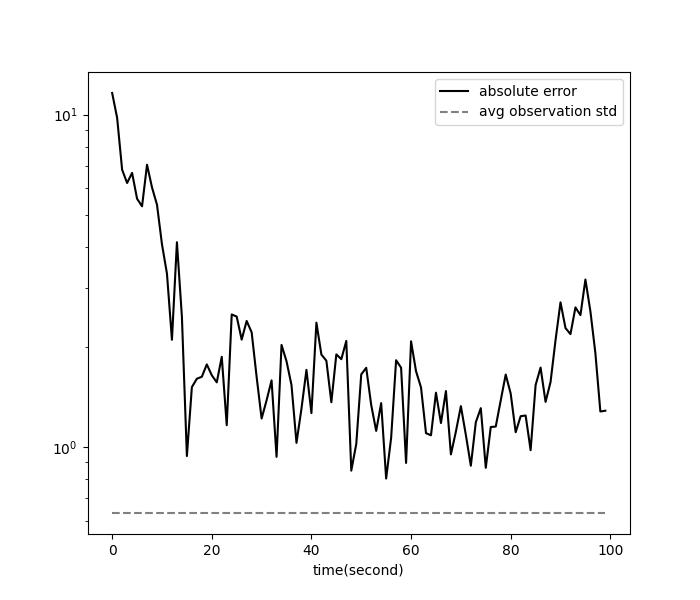 absolute error
avg observation std
10¹
10⁰
0 20 40 60 80 100
time(second)